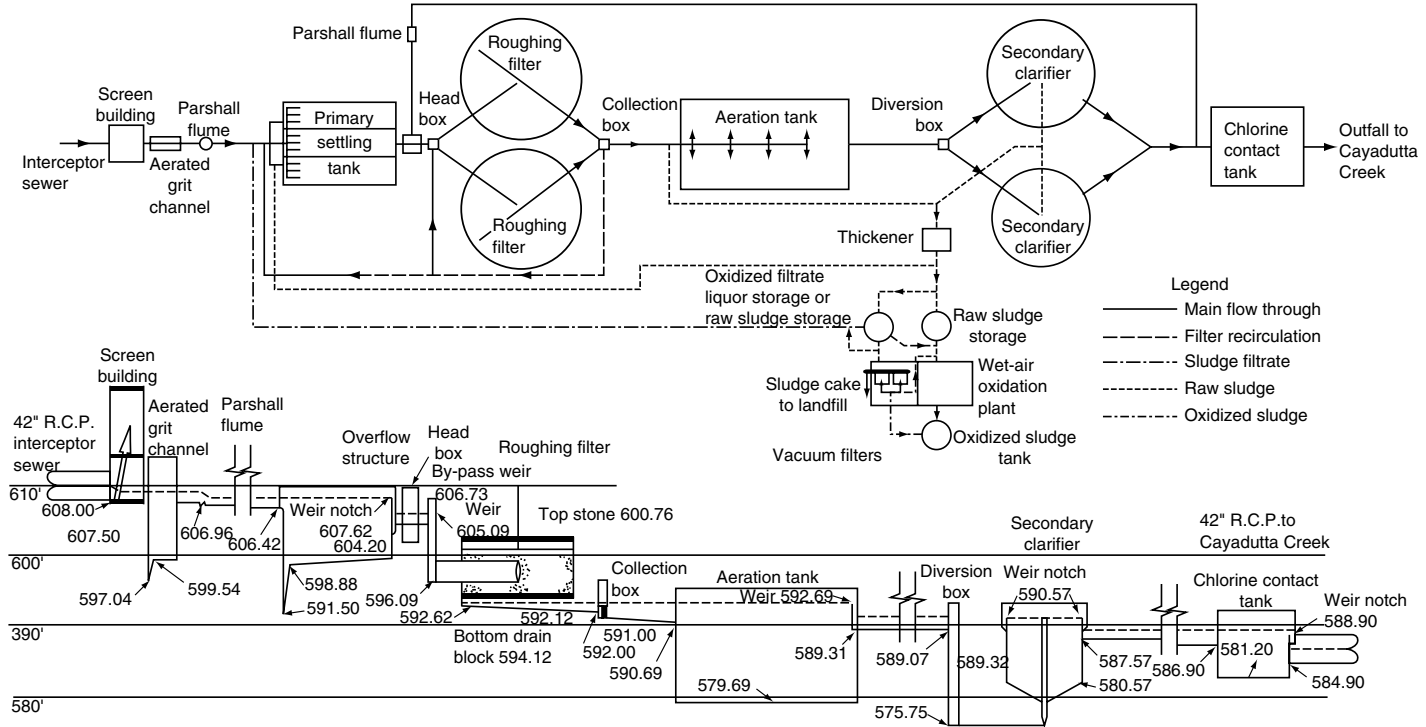 Parshall flume
Roughing
filter
Secondary
clarifier
Screen
building
Parshall
flume
Head
box
Collection
box
Aeration tank
Diversion
box
Primary
settling
tank
Chlorine
contact
tank
Outfall to
Cayadutta
Creek
Interceptor
sewer
Aerated
grit
channel
Roughing
filter
Secondary
clarifier
Thickener
Oxidized filtrate
liquor storage or
raw sludge storage
Raw sludge
storage
Legend
Main flow through
Filter recirculation
Sludge filtrate
Raw sludge
Oxidized sludge
Sludge cake
to landfill
Wet-air
oxidation
plant
Vacuum filters
Oxidized sludge
tank
Screen
building
42" R.C.P.
interceptor
sewer
Aerated
grit
channel
Parshall
flume
Overflow
structure
Head
box
By-pass weir
606.73
Roughing filter
610'
608.00
607.50
606.96
606.42
Weir notch
607.62
604.20
Weir
605.09
Top stone 600.76
Secondary
clarifier
42" R.C.P.to
Cayadutta Creek
600'
597.04
599.54
598.88
591.50
596.09
592.62
592.12
Bottom drain
block 594.12
Collection
box
591.00
592.00
590.69
Aeration tank
Weir 592.69
589.31
579.69
Diversion
box
589.07
589.32
575.75
Weir notch
590.57
587.57
580.57
586.90
Chlorine contact
tank
581.20
Weir notch
588.90
584.90
390'
580'